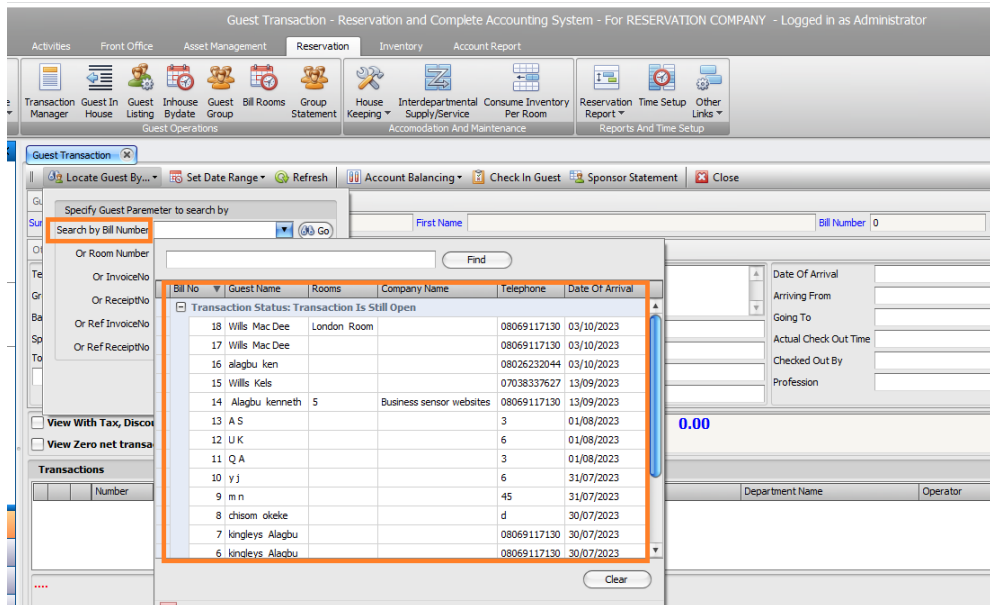 Guest Transaction - Reservation and Complete Accounting System - For RESERVATION COMPANY - Logged in as Administrator
Activities Front Office Asset Management Reservation Inventory Account Report
Transaction Manager Guest In House Guest Listing Inhouse Bydate Guest Group Bill Rooms Group Statement House Keeping Interdepartmental Supply/Service Consume Inventory Per Room Reservation Report Time Setup Other Links
Guest Operations Accomodation And Maintenance Reports And Time Setup
Guest Transaction
Locate Guest By... Set Date Range Refresh Account Balancing Check In Guest Sponsor Statement Close
Specify Guest Paremeter to search by
Search by Bill Number Go First Name Bill Number 0
Or Room Number Find
Or InvoiceNo
Or ReceiptNo
Or Ref InvoiceNo
Or Ref ReceiptNo
Bill No Guest Name Rooms Company Name Telephone Date Of Arrival
Transaction Status: Transaction Is Still Open
18 Wills Mac Dee London Room 08069117130 03/10/2023
17 Wills Mac Dee 08069117130 03/10/2023
16 alagbu ken 08026232044 03/10/2023
15 Willls Kels 07038337627 13/09/2023
14 Alagbu kenneth 5 Business sensor websites 08069117130 13/09/2023
13 A S 3 01/08/2023
12 U K 6 01/08/2023
11 Q A 3 01/08/2023
10 y j 6 31/07/2023
9 m n 45 31/07/2023
8 chisom okeke d 30/07/2023
7 kingleys Alagbu 08069117130 30/07/2023
6 kingleys Alagbu 08069117130 30/07/2023
Clear
Date Of Arrival
Arriving From
Going To
Actual Check Out Time
Checked Out By
Profession
View With Tax, Discou 0.00
View Zero net transa
Transactions
Number Department Name Operator
....